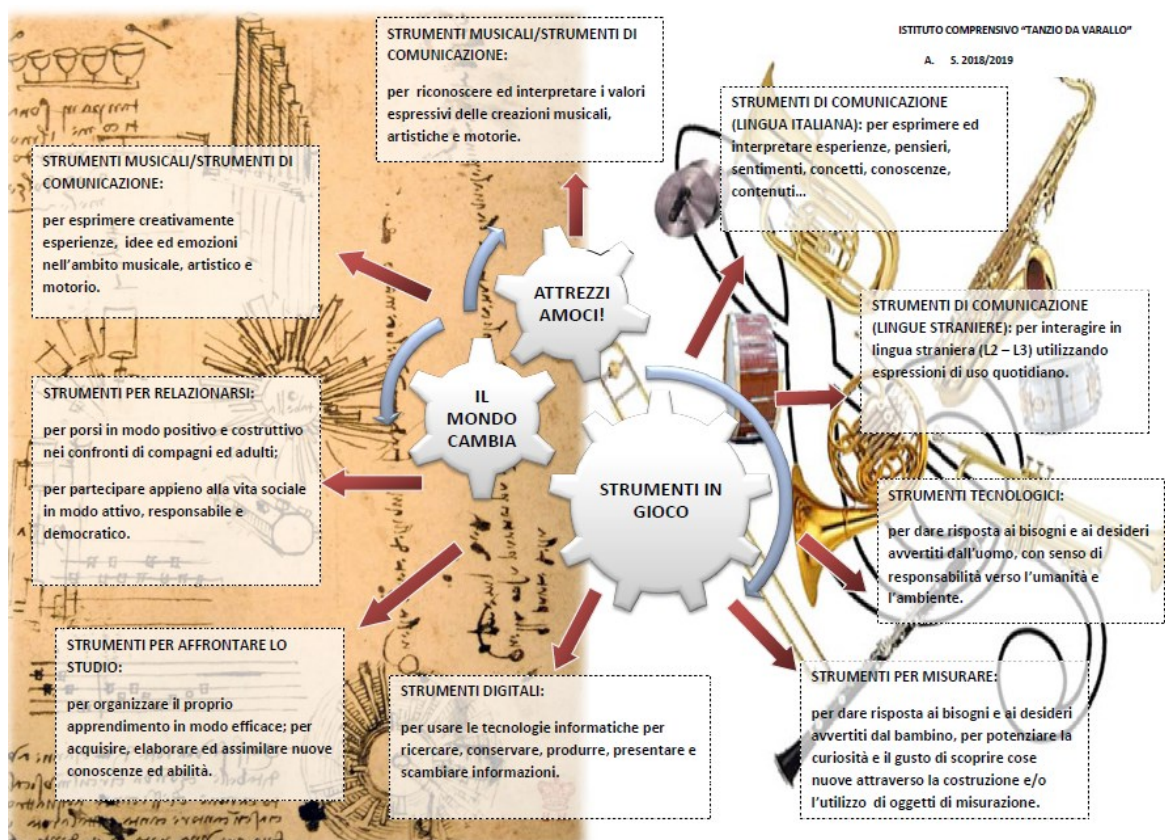 ISTITUTO COMPRENSIVO "TANZIO DA VARALLO"
A. S. 2018/2019
STRUMENTI MUSICALI/STRUMENTI DI
COMUNICAZIONE:
per riconoscere ed interpretare i valori
espressivi delle creazioni musicali,
artistiche e motorie.
STRUMENTI DI COMUNICAZIONE
(LINGUA ITALIANA): per esprimere ed
interpretare esperienze, pensieri,
sentimenti, concetti, conoscenze,
contenuti...
STRUMENTI MUSICALI/STRUMENTI DI
COMUNICAZIONE:
per esprimere creativamente
esperienze, idee ed emozioni
nell'ambito musicale, artistico e
motorio.
ATTREZZI
AMOCI!
STRUMENTI DI COMUNICAZIONE
(LINGUE STRANIERE): per interagire in
lingua straniera (L2 – L3) utilizzando
espressioni di uso quotidiano.
STRUMENTI PER RELAZIONARSI:
per porsi in modo positivo e costruttivo
nei confronti di compagni ed adulti;
per partecipare appieno alla vita sociale
in modo attivo, responsabile e
democratico.
IL
MONDO
CAMBIA
STRUMENTI IN
GIOCO
STRUMENTI TECNOLOGICI:
per dare risposta ai bisogni e ai desideri
avvertiti dall'uomo, con senso di
responsabilità verso l'umanità e
l'ambiente.
STRUMENTI PER AFFRONTARE LO
STUDIO:
per organizzare il proprio
apprendimento in modo efficace; per
acquisire, elaborare ed assimilare nuove
conoscenze ed abilità.
STRUMENTI DIGITALI:
per usare le tecnologie informatiche per
ricercare, conservare, produrre, presentare e
scambiare informazioni.
STRUMENTI PER MISURARE:
per dare risposta ai bisogni e ai desideri
avvertiti dal bambino, per potenziare la
curiosità e il gusto di scoprire cose
nuove attraverso la costruzione e/o
l'utilizzo di oggetti di misurazione.